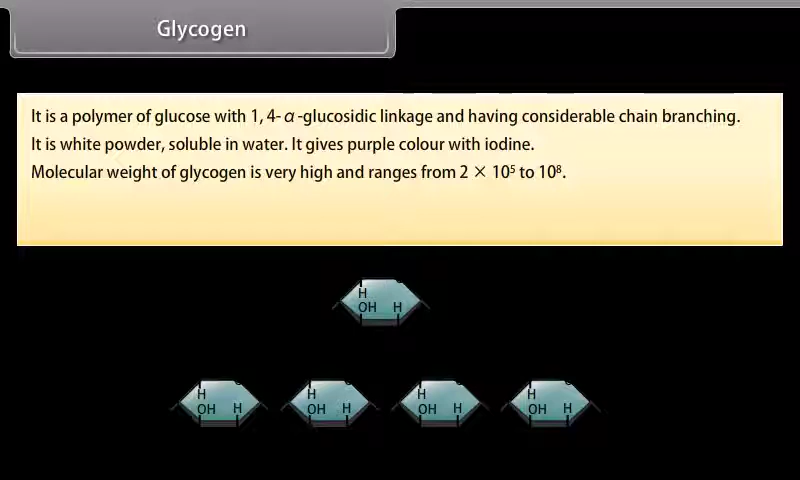 Glycogen
It is a polymer of glucose with 1, 4- α -glucosidic linkage and having considerable chain branching.
It is white powder, soluble in water. It gives purple colour with iodine.
Molecular weight of glycogen is very high and ranges from 2 × 10⁵ to 10⁸.
H
OH H
H H H H
OH H OH H OH H OH H